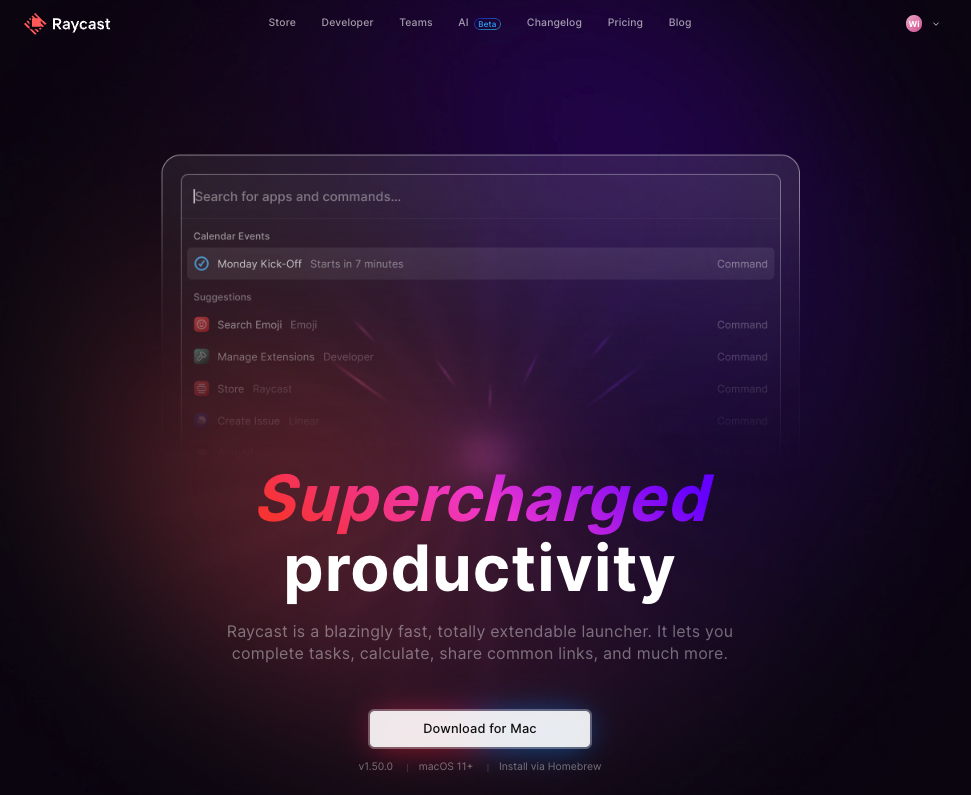 Raycast
Store Developer Teams AI Beta Changelog Pricing Blog
Wi
Search for apps and commands...
Calendar Events
Monday Kick-Off Starts in 7 minutes Command
Suggestions
Search Emoji Emoji Command
Manage Extensions Developer Command
Store Raycast Command
Create Issue Linear Command
Supercharged
productivity
Raycast is a blazingly fast, totally extendable launcher. It lets you
complete tasks, calculate, share common links, and much more.
Download for Mac
v1.50.0 | macOS 11+ | Install via Homebrew